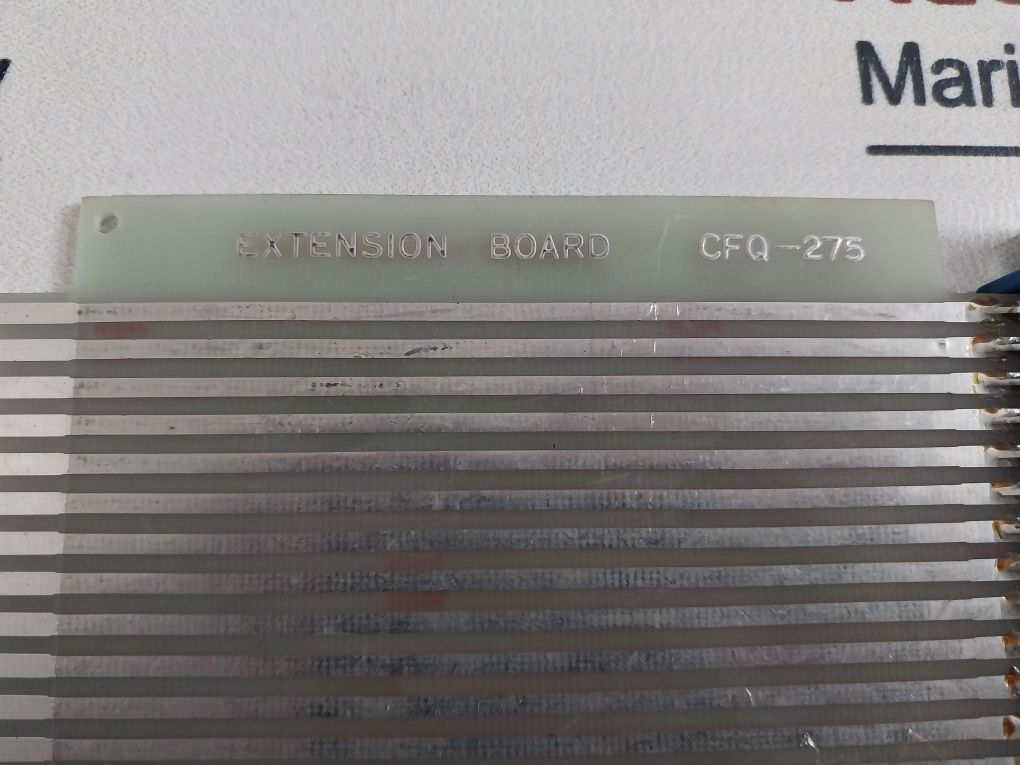 Mari
EXTENSION BOARD CFQ-275